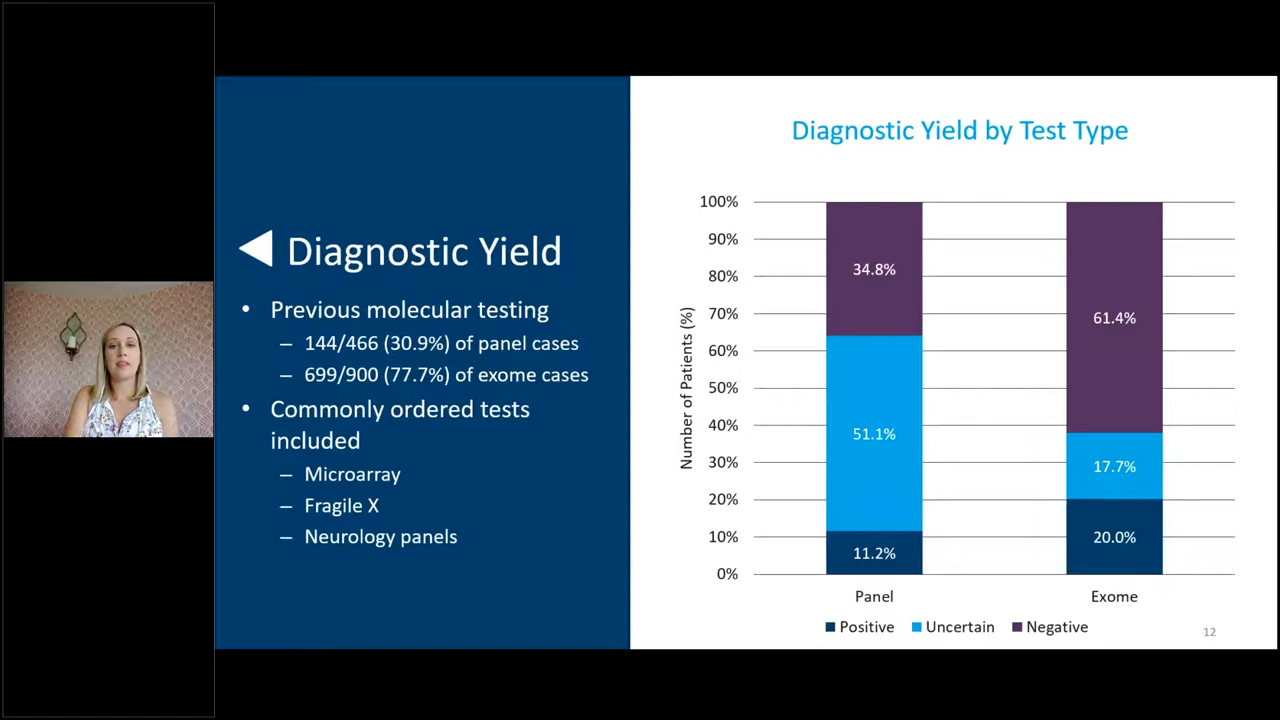 Diagnostic Yield
• Previous molecular testing
– 144/466 (30.9%) of panel cases
– 699/900 (77.7%) of exome cases
• Commonly ordered tests
included
– Microarray
– Fragile X
– Neurology panels
Diagnostic Yield by Test Type
Number of Patients (%)
100%
90%
80%
70%
60%
50%
40%
30%
20%
10%
0%
34.8%
51.1%
11.2%
61.4%
17.7%
20.0%
Panel
Exome
Positive Uncertain Negative
12